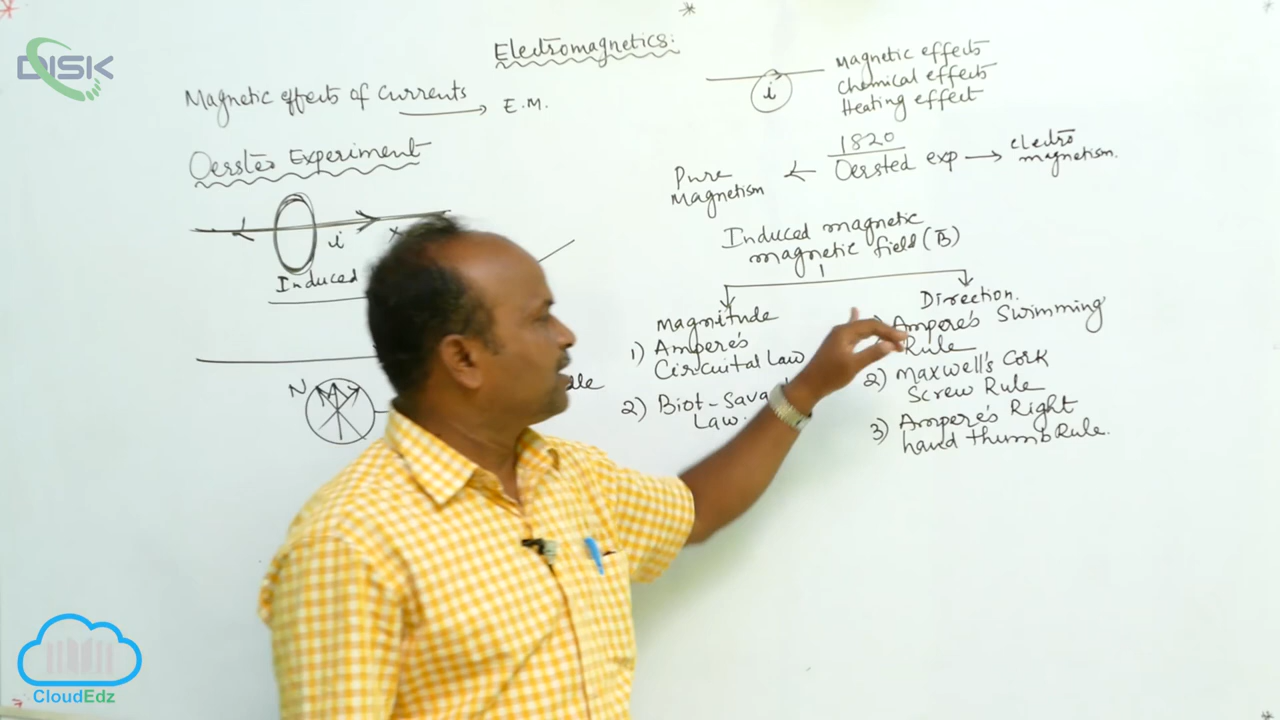 DISK
Electromagnetics:
Magnetic effects of Currents → E.M.
i
Magnetic effects
Chemical effects
Heating effect
1820
Pure Magnetism ← Oersted exp → electro magnetism.
Experiment
i
x
Induced
N
Induced magnetic
magnetic field (B̅)
Magnitude
1) Ampere's
Circuital Law
2) Biot-Sava
Law.
Direction.
Ampere's Swimming
Rule
2) Maxwell's Cork
Screw Rule
3) Ampere's Right
hand thumb Rule.
CloudEdz